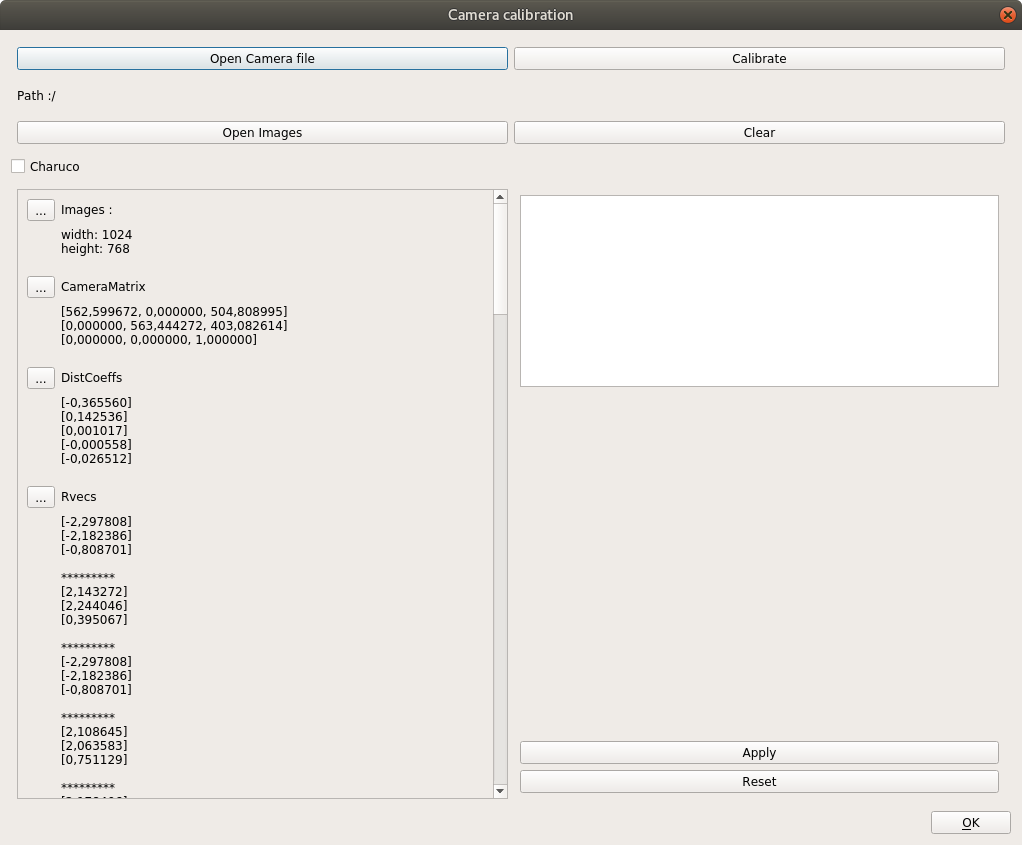 Camera calibration
Open Camera file
Calibrate
Path :/
Open Images
Clear
Charuco
... Images :
width: 1024
height: 768
... CameraMatrix
[562,599672, 0,000000, 504,808995]
[0,000000, 563,444272, 403,082614]
[0,000000, 0,000000, 1,000000]
... DistCoeffs
[-0,365560]
[0,142536]
[0,001017]
[-0,000558]
[-0,026512]
... Rvecs
[-2,297808]
[-2,182386]
[-0,808701]
*********
[2,143272]
[2,244046]
[0,395067]
*********
[-2,297808]
[-2,182386]
[-0,808701]
*********
[2,108645]
[2,063583]
[0,751129]
*********
Apply
Reset
OK